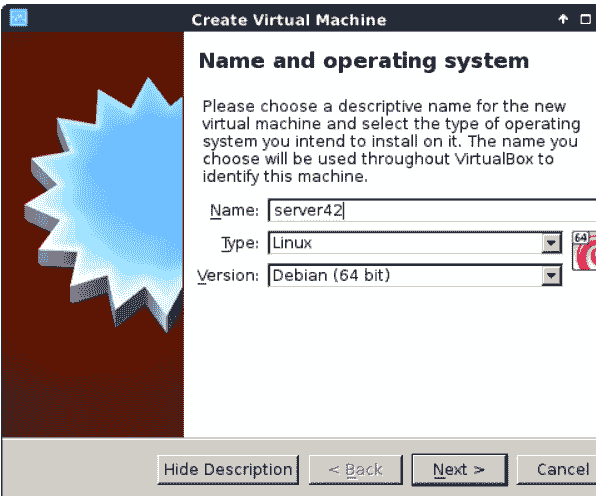 Create Virtual Machine
Name and operating system
Please choose a descriptive name for the new
virtual machine and select the type of operating
system you intend to install on it. The name you
choose will be used throughout VirtualBox to
identify this machine.
Name: server42
Type: Linux
64
Version: Debian (64 bit)
Hide Description < Back Next > Cancel